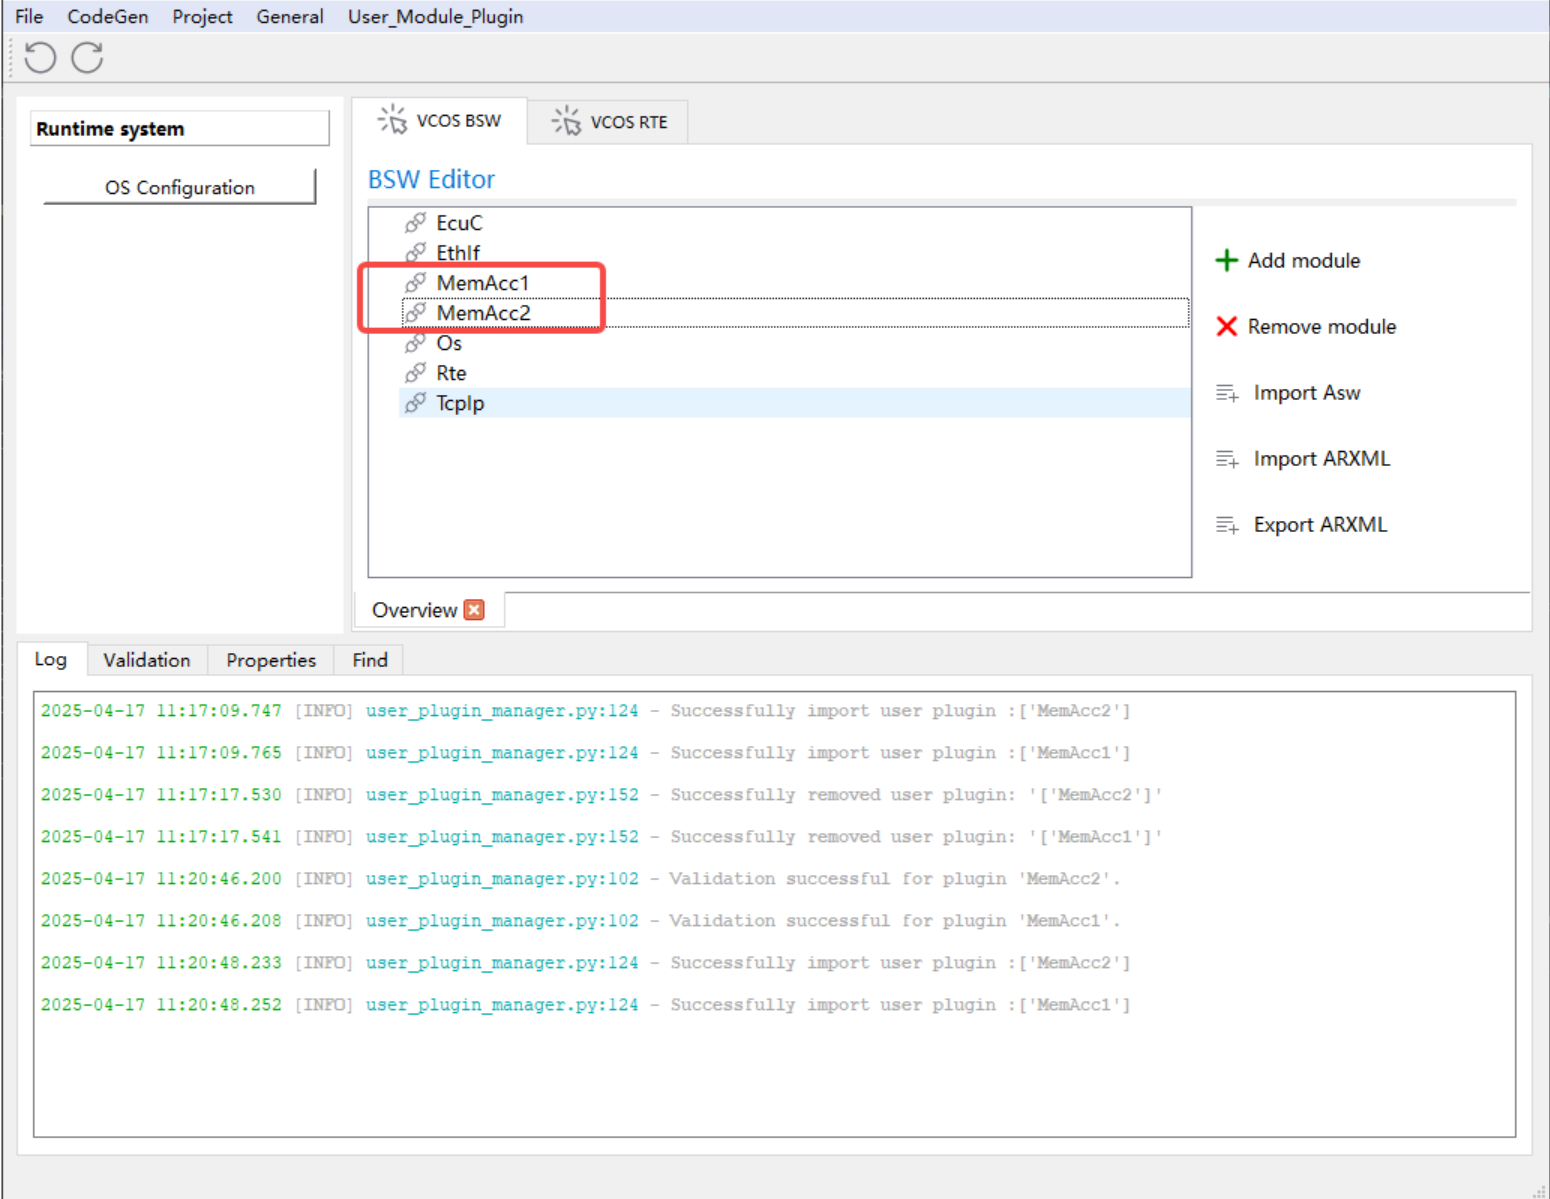 File CodeGen Project General User_Module_Plugin
Runtime system
OS Configuration
VCOS BSW
VCOS RTE
BSW Editor
EcuC
EthIf
MemAcc1
MemAcc2
Os
Rte
TcpIp
Add module
Remove module
Import Asw
Import ARXML
Export ARXML
Overview
Log Validation Properties Find
2025-04-17 11:17:09.747 [INFO] user_plugin_manager.py:124 - Successfully import user plugin :['MemAcc2']
2025-04-17 11:17:09.765 [INFO] user_plugin_manager.py:124 - Successfully import user plugin :['MemAcc1']
2025-04-17 11:17:17.530 [INFO] user_plugin_manager.py:152 - Successfully removed user plugin: '['MemAcc2']'
2025-04-17 11:17:17.541 [INFO] user_plugin_manager.py:152 - Successfully removed user plugin: '['MemAcc1']'
2025-04-17 11:20:46.200 [INFO] user_plugin_manager.py:102 - Validation successful for plugin 'MemAcc2'.
2025-04-17 11:20:46.208 [INFO] user_plugin_manager.py:102 - Validation successful for plugin 'MemAcc1'.
2025-04-17 11:20:48.233 [INFO] user_plugin_manager.py:124 - Successfully import user plugin :['MemAcc2']
2025-04-17 11:20:48.252 [INFO] user_plugin_manager.py:124 - Successfully import user plugin :['MemAcc1']